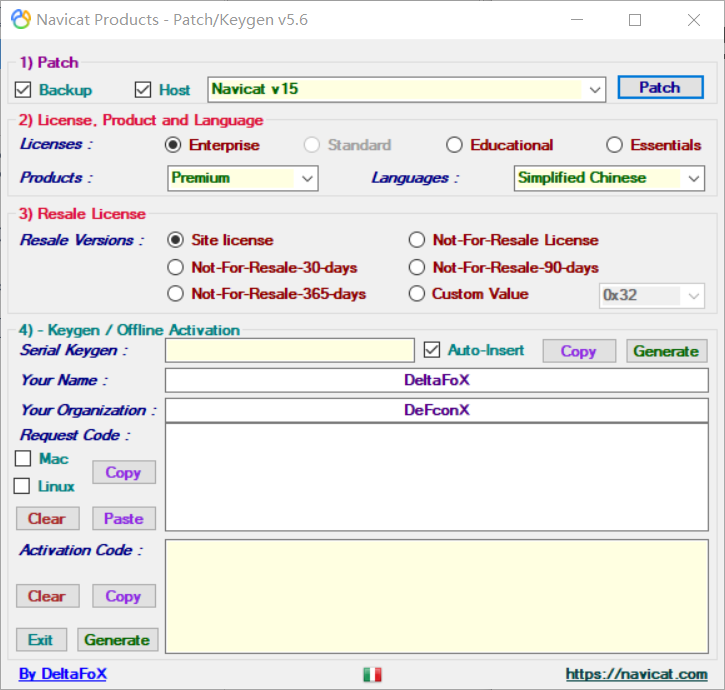 Navicat Products - Patch/Keygen v5.6
1) Patch
Backup Host Navicat v15 Patch
2) License, Product and Language
Licenses : Enterprise Standard Educational Essentials
Products : Premium Languages : Simplified Chinese
3) Resale License
Resale Versions : Site license Not-For-Resale License
Not-For-Resale-30-days Not-For-Resale-90-days
Not-For-Resale-365-days Custom Value 0x32
4) - Keygen / Offline Activation
Serial Keygen : Auto-Insert Copy Generate
Your Name : DeltaFoX
Your Organization : DeFconX
Request Code :
Mac
Copy
Linux
Clear Paste
Activation Code :
Clear Copy
Exit Generate
By DeltaFoX https://navicat.com